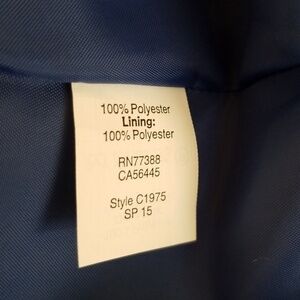 100% Polyester
Lining:
100% Polyester
RN77388
CA56445
Style C1975
SP 15